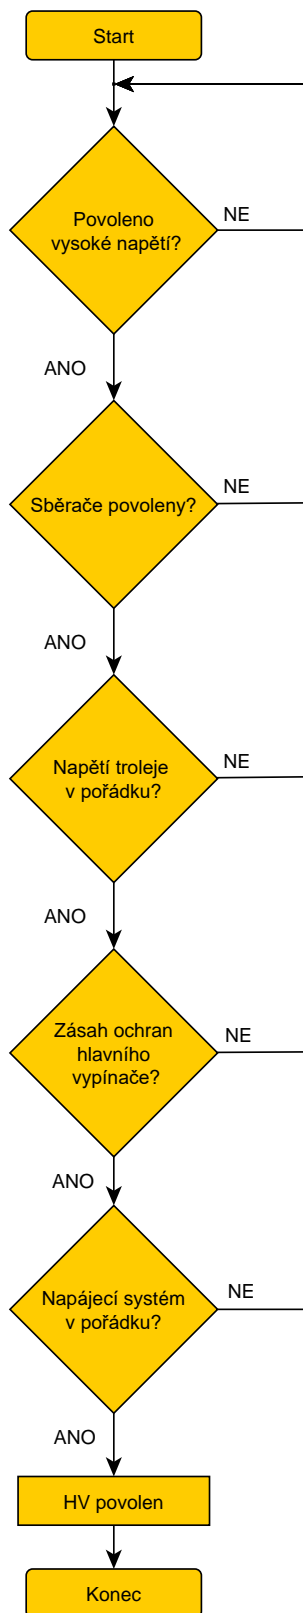 Start
Povoleno
vysoké napětí?
NE
ANO
Sběrače povoleny?
NE
ANO
Napětí troleje
v pořádku?
NE
ANO
Zásah ochran
hlavního
vypínače?
NE
ANO
Napájecí systém
v pořádku?
NE
ANO
HV povolen
Konec